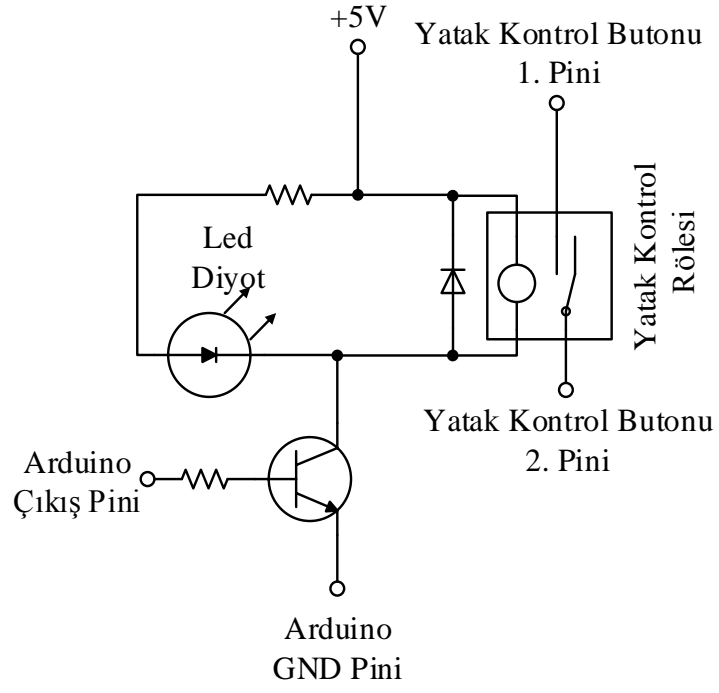 +5V
Yatak Kontrol Butonu
1. Pini
Led
Diyot
Yatak Kontrol
Rölesi
Yatak Kontrol Butonu
2. Pini
Arduino
Çıkış Pini
Arduino
GND Pini